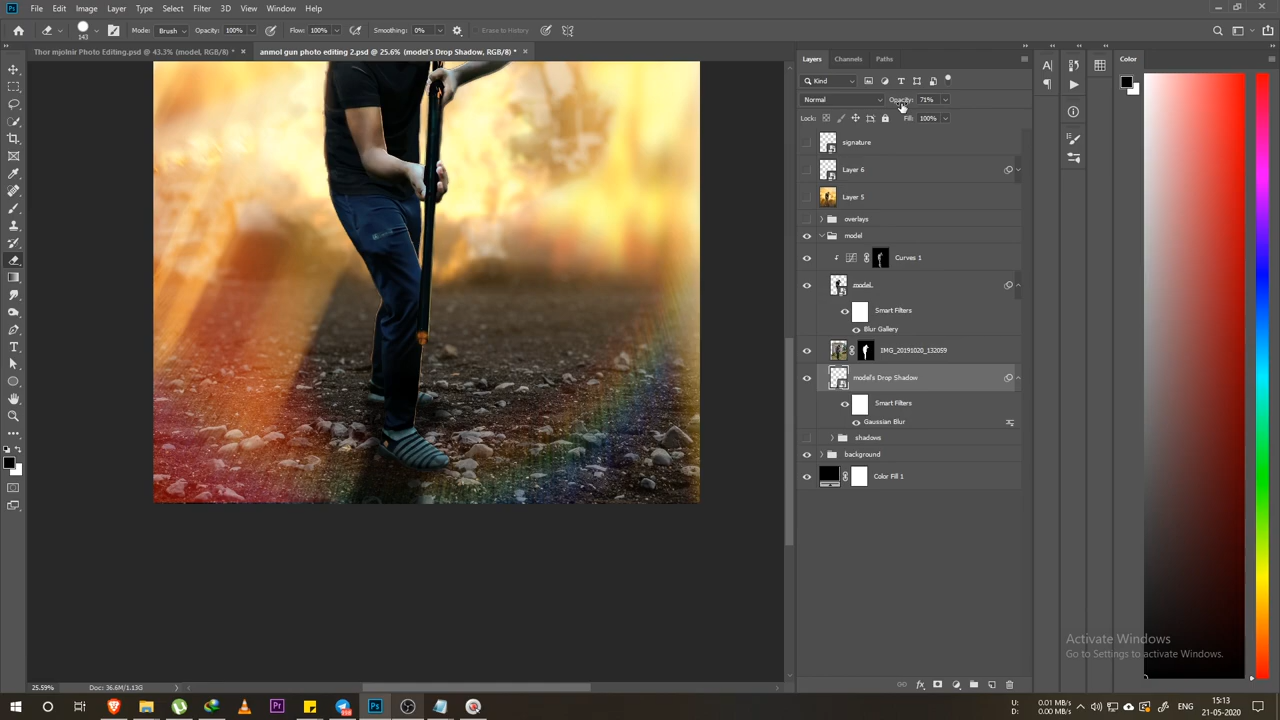 File Edit Image Layer Type Select Filter 3D View Window Help
143 Mode: Brush Opacity: 100% Flow: 100% Smoothing: 0% Erase to History
Thor mjolnir Photo Editing.psd @ 43.3% (model, RGB/8) * × anmol gun photo editing 2.psd @ 25.6% (model's Drop Shadow, RGB/8) * ×
Layers Channels Paths
Color
Kind
Normal Opacity: 71%
Lock: Fill: 100%
signature
Layer 6
Layer 5
overlays
model
Curves 1
model.
Smart Filters
Blur Gallery
IMG_20191020_132059
model's Drop Shadow
Smart Filters
Gaussian Blur
shadows
background
Color Fill 1
Activate Windows
Go to Settings to activate Windows.
25.59% Doc: 36.6M/1.13G
U: 0.01 MB/s
D: 0.00 MB/s
15:13
21-05-2020